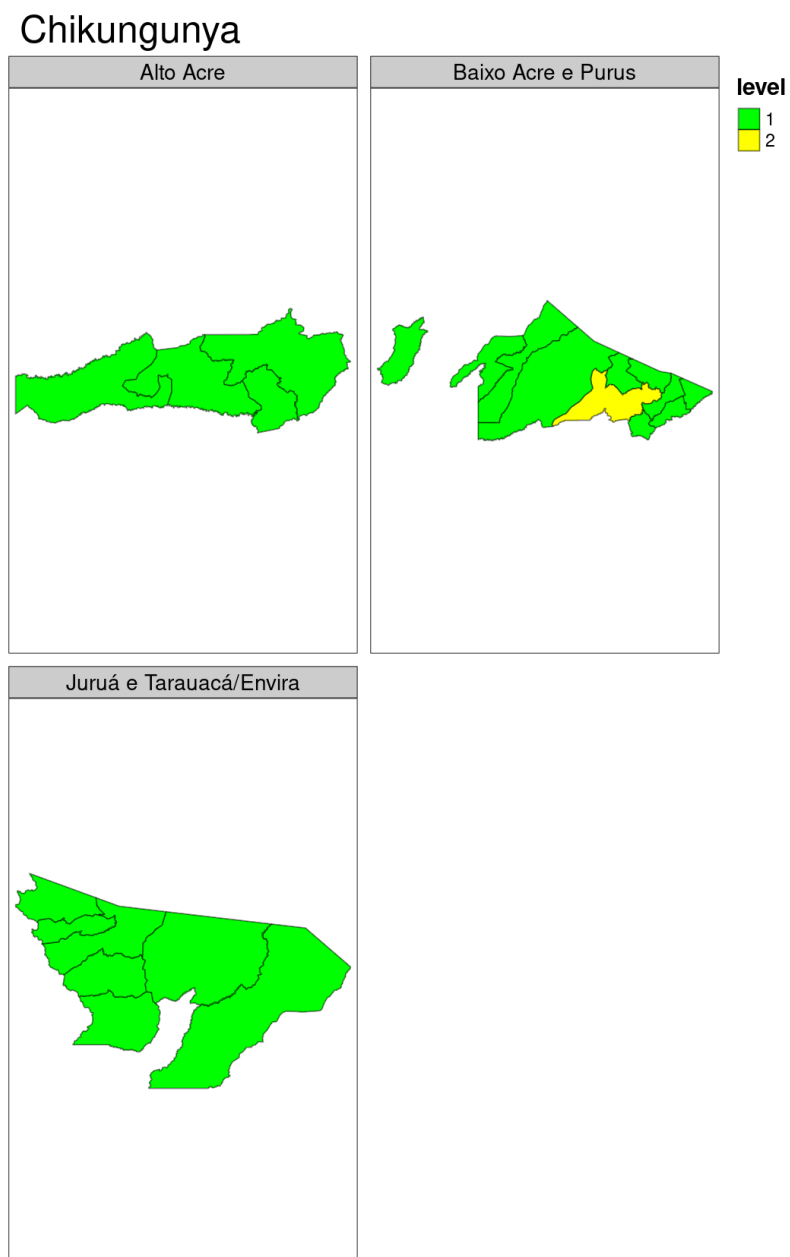 Chikungunya
Alto Acre
Baixo Acre e Purus
level
1
2
Juruá e Tarauacá/Envira